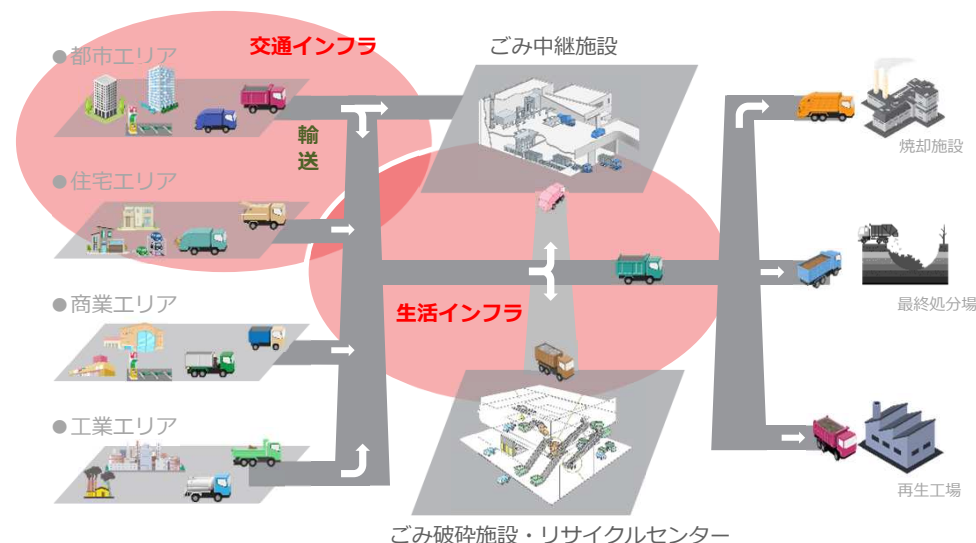 ●都市エリア
交通インフラ
ごみ中継施設
輸
送
焼却施設
●住宅エリア
●商業エリア
生活インフラ
最終処分場
●工業エリア
再生工場
ごみ破砕施設・リサイクルセンター